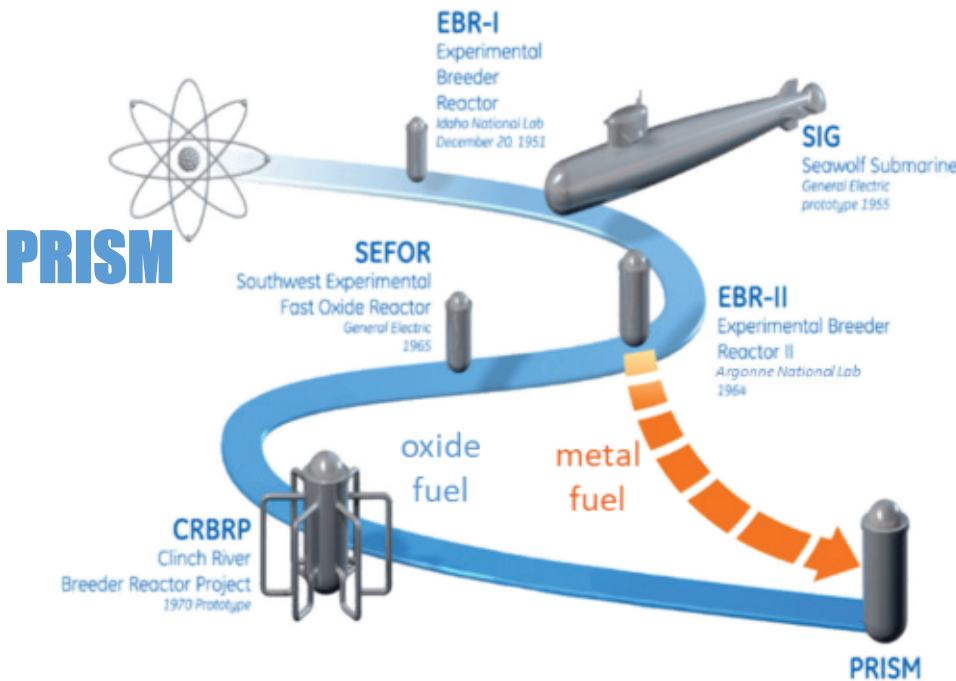 EBR-I
Experimental
Breeder
Reactor
Idaho National Lab
December 20, 1951
SIG
Seawolf Submarine
General Electric
prototype 1955
PRISM
SEFOR
Southwest Experimental
Fast Oxide Reactor
General Electric
1965
EBR-II
Experimental Breeder
Reactor II
Argonne National Lab
1964
oxide
fuel
metal
fuel
CRBRP
Clinch River
Breeder Reactor Project
1970 Prototype
PRISM